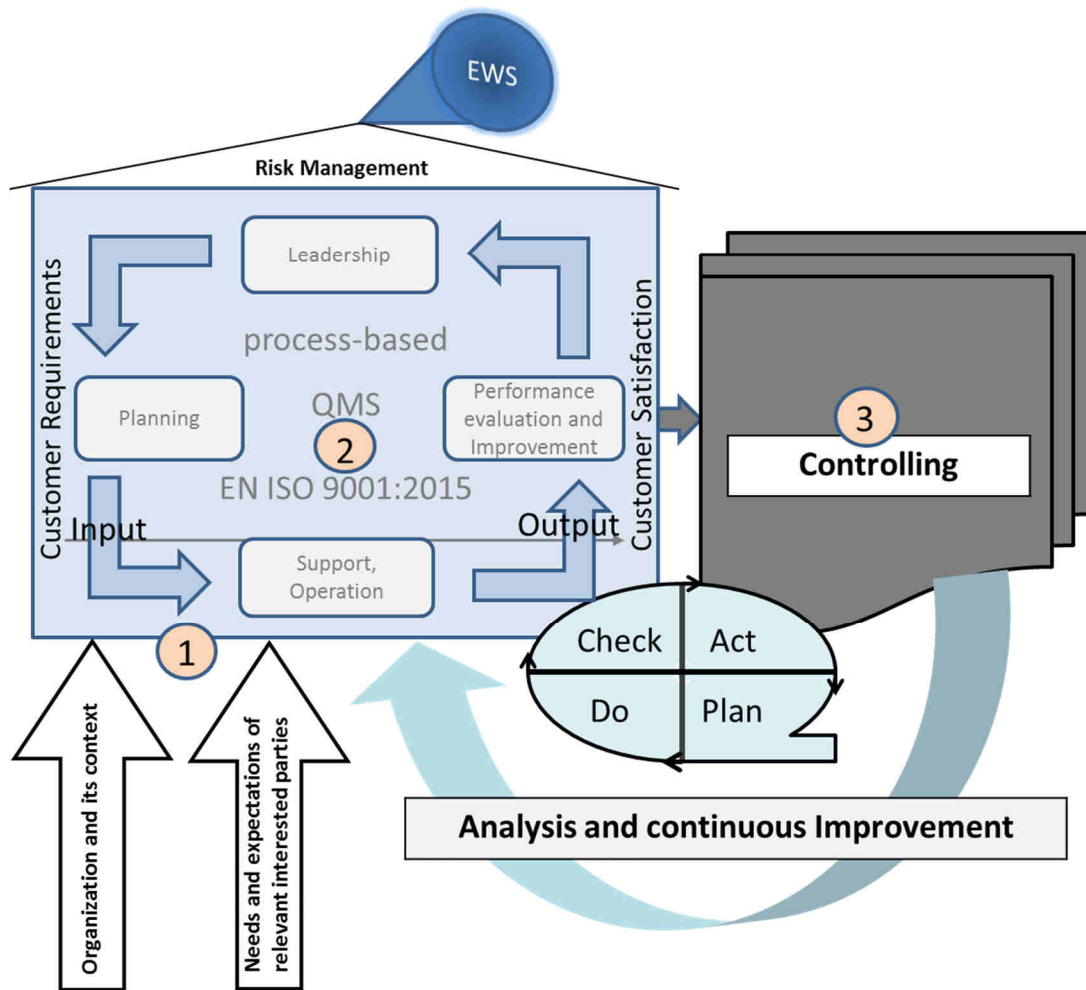 EWS
Risk Management
Customer Requirements
Leadership
process-based
Planning
QMS
2
EN ISO 9001:2015
Performance
evaluation and
Improvement
Customer Satisfaction
Input
Output
Support,
Operation
3
Controlling
1
Check
Act
Do
Plan
Organization and its context
Needs and expectations of
relevant interested parties
Analysis and continuous Improvement